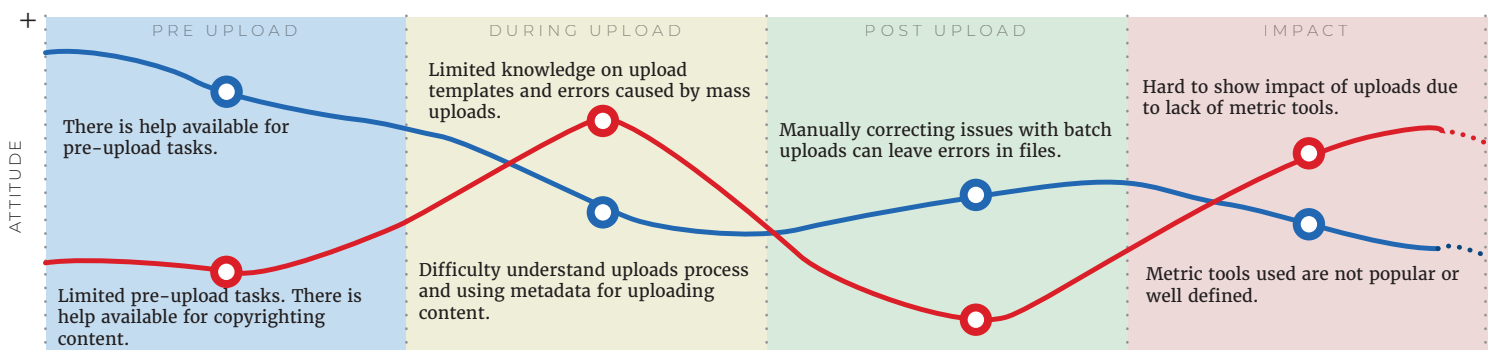 +
ATTITUDE
PRE UPLOAD
There is help available for
pre-upload tasks.
Limited pre-upload tasks. There is
help available for copyrighting
content.
DURING UPLOAD
Limited knowledge on upload
templates and errors caused by mass
uploads.
Difficulty understand uploads process
and using metadata for uploading
content.
POST UPLOAD
Manually correcting issues with batch
uploads can leave errors in files.
IMPACT
Hard to show impact of uploads due
to lack of metric tools.
Metric tools used are not popular or
well defined.